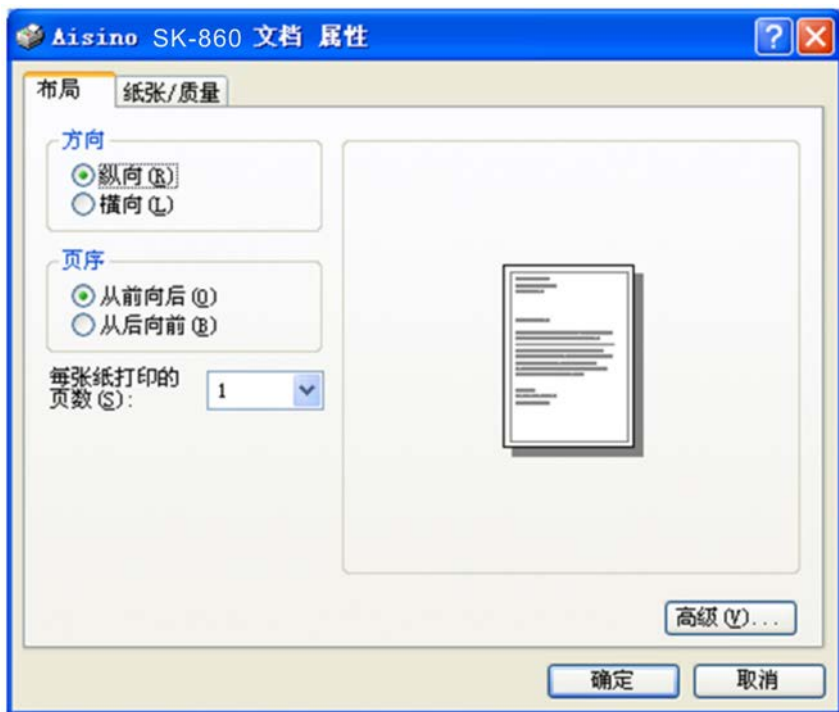 Aisino SK-860 文档 属性
布局
纸张/质量
方向
纵向(R)
横向(L)
页序
从前向后(O)
从后向前(B)
每张纸打印的
页数(S):
1
高级(V)...
确定
取消